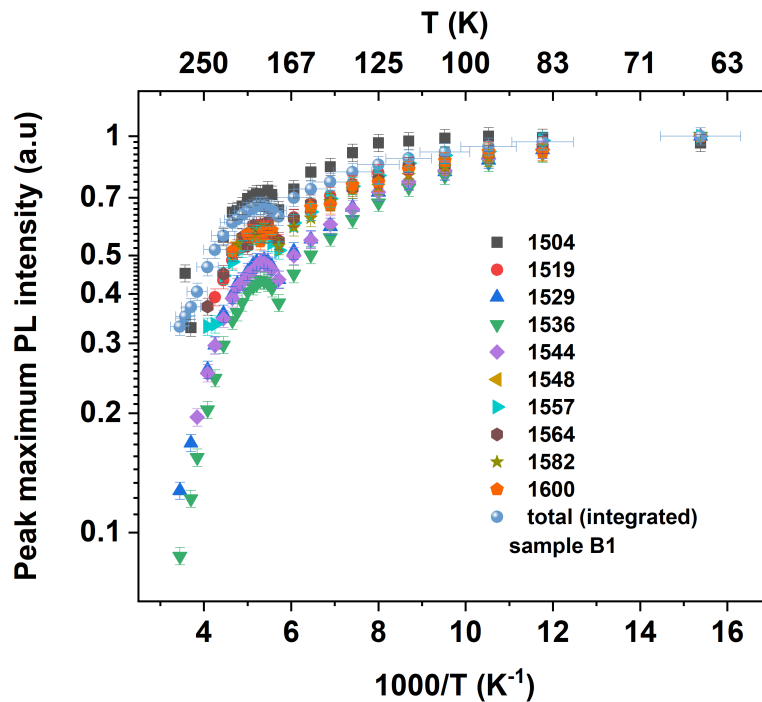 T (K)
250 167 125 100 83 71 63
Peak maximum PL intensity (a.u)
1
0.7
0.5
0.4
0.3
0.2
0.1
1504
1519
1529
1536
1544
1548
1557
1564
1582
1600
total (integrated)
sample B1
4 6 8 10 12 14 16
1000/T (K⁻¹)